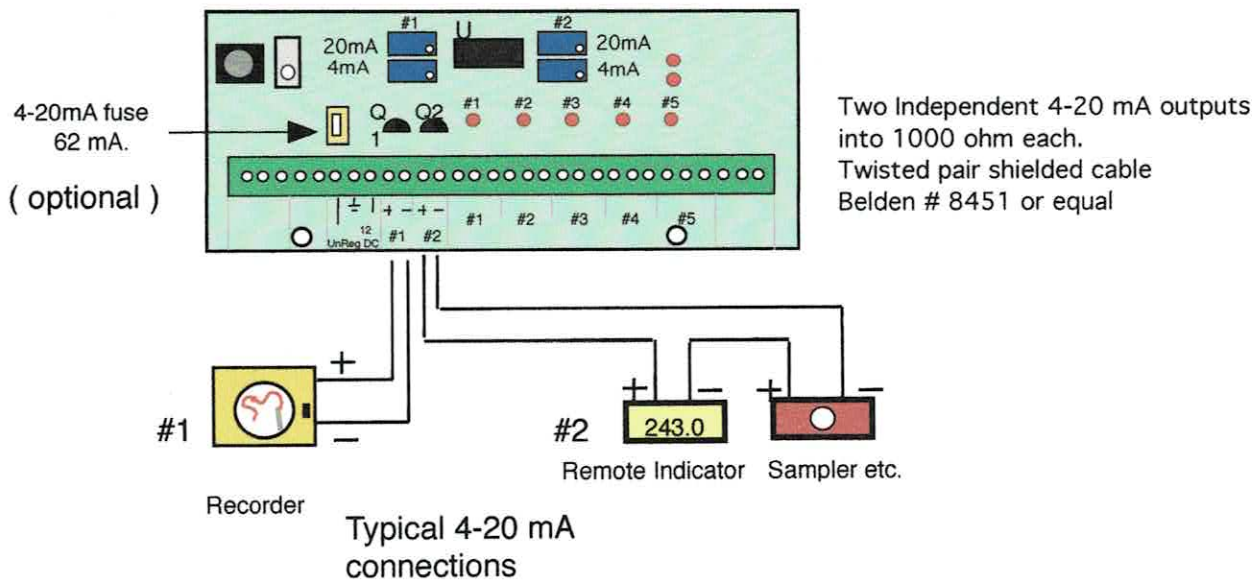 #1
#2
U
20mA
4mA
20mA
4mA
4-20mA fuse
62 mA.
( optional )
Q
1
Q2
#1
#2
#3
#4
#5
Two Independent 4-20 mA outputs
into 1000 ohm each.
Twisted pair shielded cable
Belden # 8451 or equal
+ - + -
#1
#2
#3
#4
#5
12
UnReg DC
#1
#2
+
−
#1
Recorder
+
−
+
−
#2
243.0
Remote Indicator
Sampler etc.
Typical 4-20 mA
connections